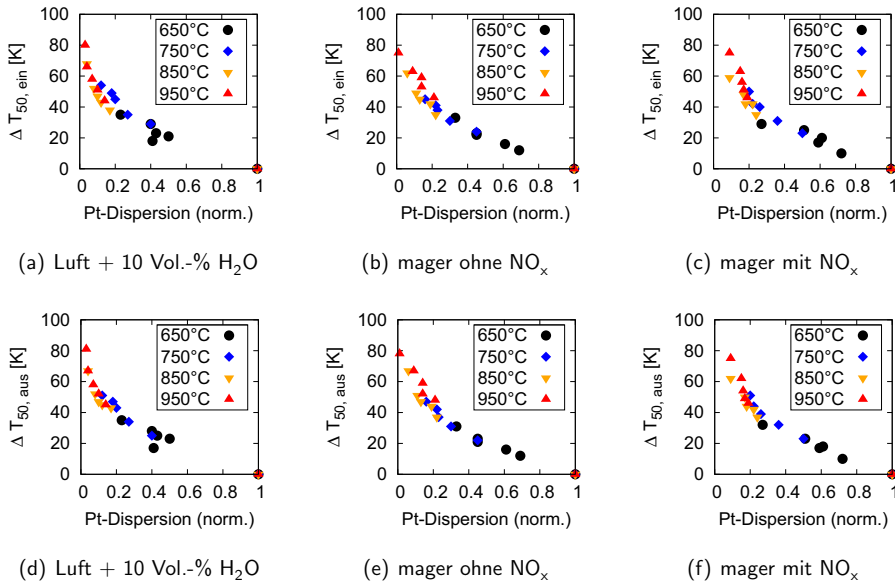 Δ T50, ein [K]
100
80
60
40
20
0
650°C
750°C
850°C
950°C
0 0.2 0.4 0.6 0.8 1
Pt-Dispersion (norm.)
(a) Luft + 10 Vol.-% H2O
Δ T50, ein [K]
100
80
60
40
20
0
650°C
750°C
850°C
950°C
0 0.2 0.4 0.6 0.8 1
Pt-Dispersion (norm.)
(b) mager ohne NOx
Δ T50, ein [K]
100
80
60
40
20
0
650°C
750°C
850°C
950°C
0 0.2 0.4 0.6 0.8 1
Pt-Dispersion (norm.)
(c) mager mit NOx
Δ T50, aus [K]
100
80
60
40
20
0
650°C
750°C
850°C
950°C
0 0.2 0.4 0.6 0.8 1
Pt-Dispersion (norm.)
(d) Luft + 10 Vol.-% H2O
Δ T50, aus [K]
100
80
60
40
20
0
650°C
750°C
850°C
950°C
0 0.2 0.4 0.6 0.8 1
Pt-Dispersion (norm.)
(e) mager ohne NOx
Δ T50, aus [K]
100
80
60
40
20
0
650°C
750°C
850°C
950°C
0 0.2 0.4 0.6 0.8 1
Pt-Dispersion (norm.)
(f) mager mit NOx